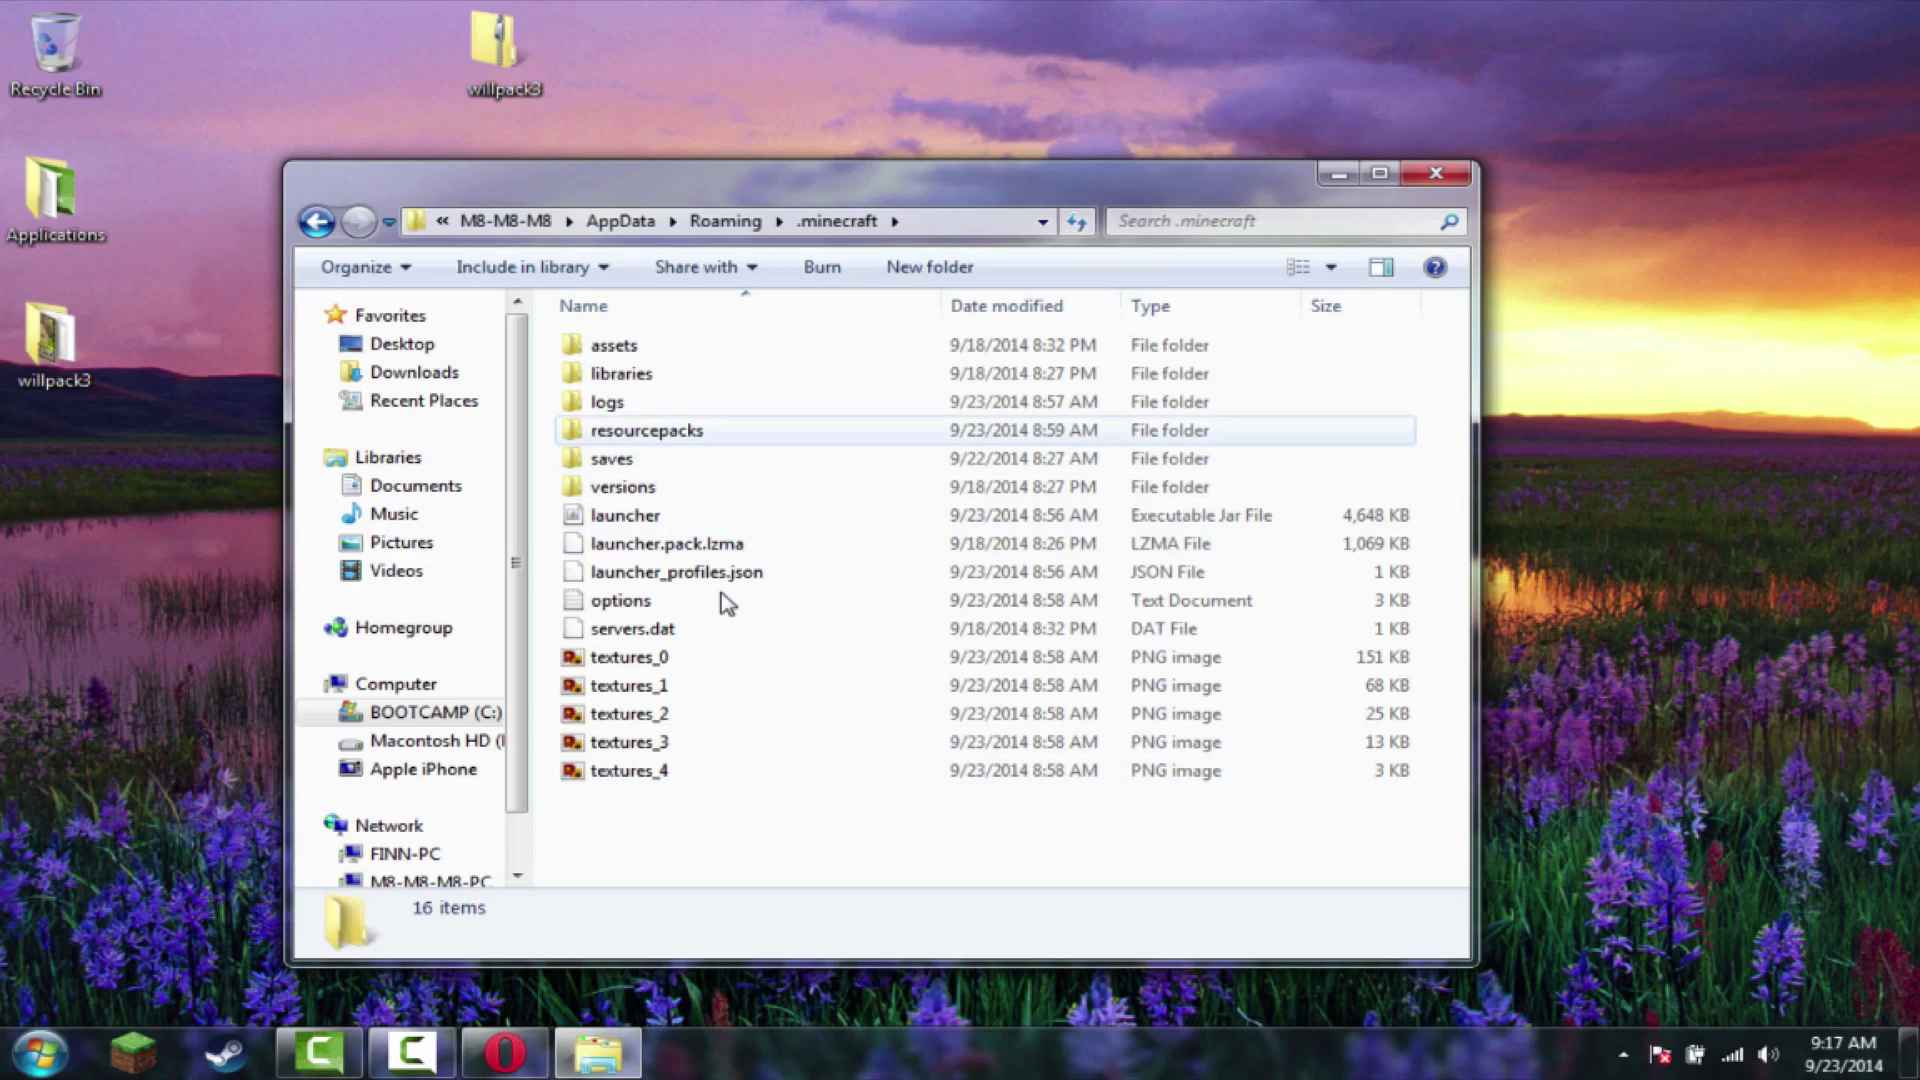 Recycle Bin
willpack3
Applications
willpack3
« M8-M8-M8 AppData Roaming .minecraft
Search .minecraft
Organize
Include in library
Share with
Burn
New folder
Name
Date modified
Type
Size
Favorites
Desktop
Downloads
Recent Places
Libraries
Documents
Music
Pictures
Videos
Homegroup
Computer
BOOTCAMP (C:)
Macintosh HD (
Apple iPhone
Network
FINN-PC
M8-M8-M8-PC
assets 9/18/2014 8:32 PM File folder
libraries 9/18/2014 8:27 PM File folder
logs 9/23/2014 8:57 AM File folder
resourcepacks 9/23/2014 8:59 AM File folder
saves 9/22/2014 8:27 AM File folder
versions 9/18/2014 8:27 PM File folder
launcher 9/23/2014 8:56 AM Executable Jar File 4,648 KB
launcher.pack.lzma 9/18/2014 8:26 PM LZMA File 1,069 KB
launcher_profiles.json 9/23/2014 8:56 AM JSON File 1 KB
options 9/23/2014 8:58 AM Text Document 3 KB
servers.dat 9/18/2014 8:32 PM DAT File 1 KB
textures_0 9/23/2014 8:58 AM PNG image 151 KB
textures_1 9/23/2014 8:58 AM PNG image 68 KB
textures_2 9/23/2014 8:58 AM PNG image 25 KB
textures_3 9/23/2014 8:58 AM PNG image 13 KB
textures_4 9/23/2014 8:58 AM PNG image 3 KB
16 items
9:17 AM
9/23/2014